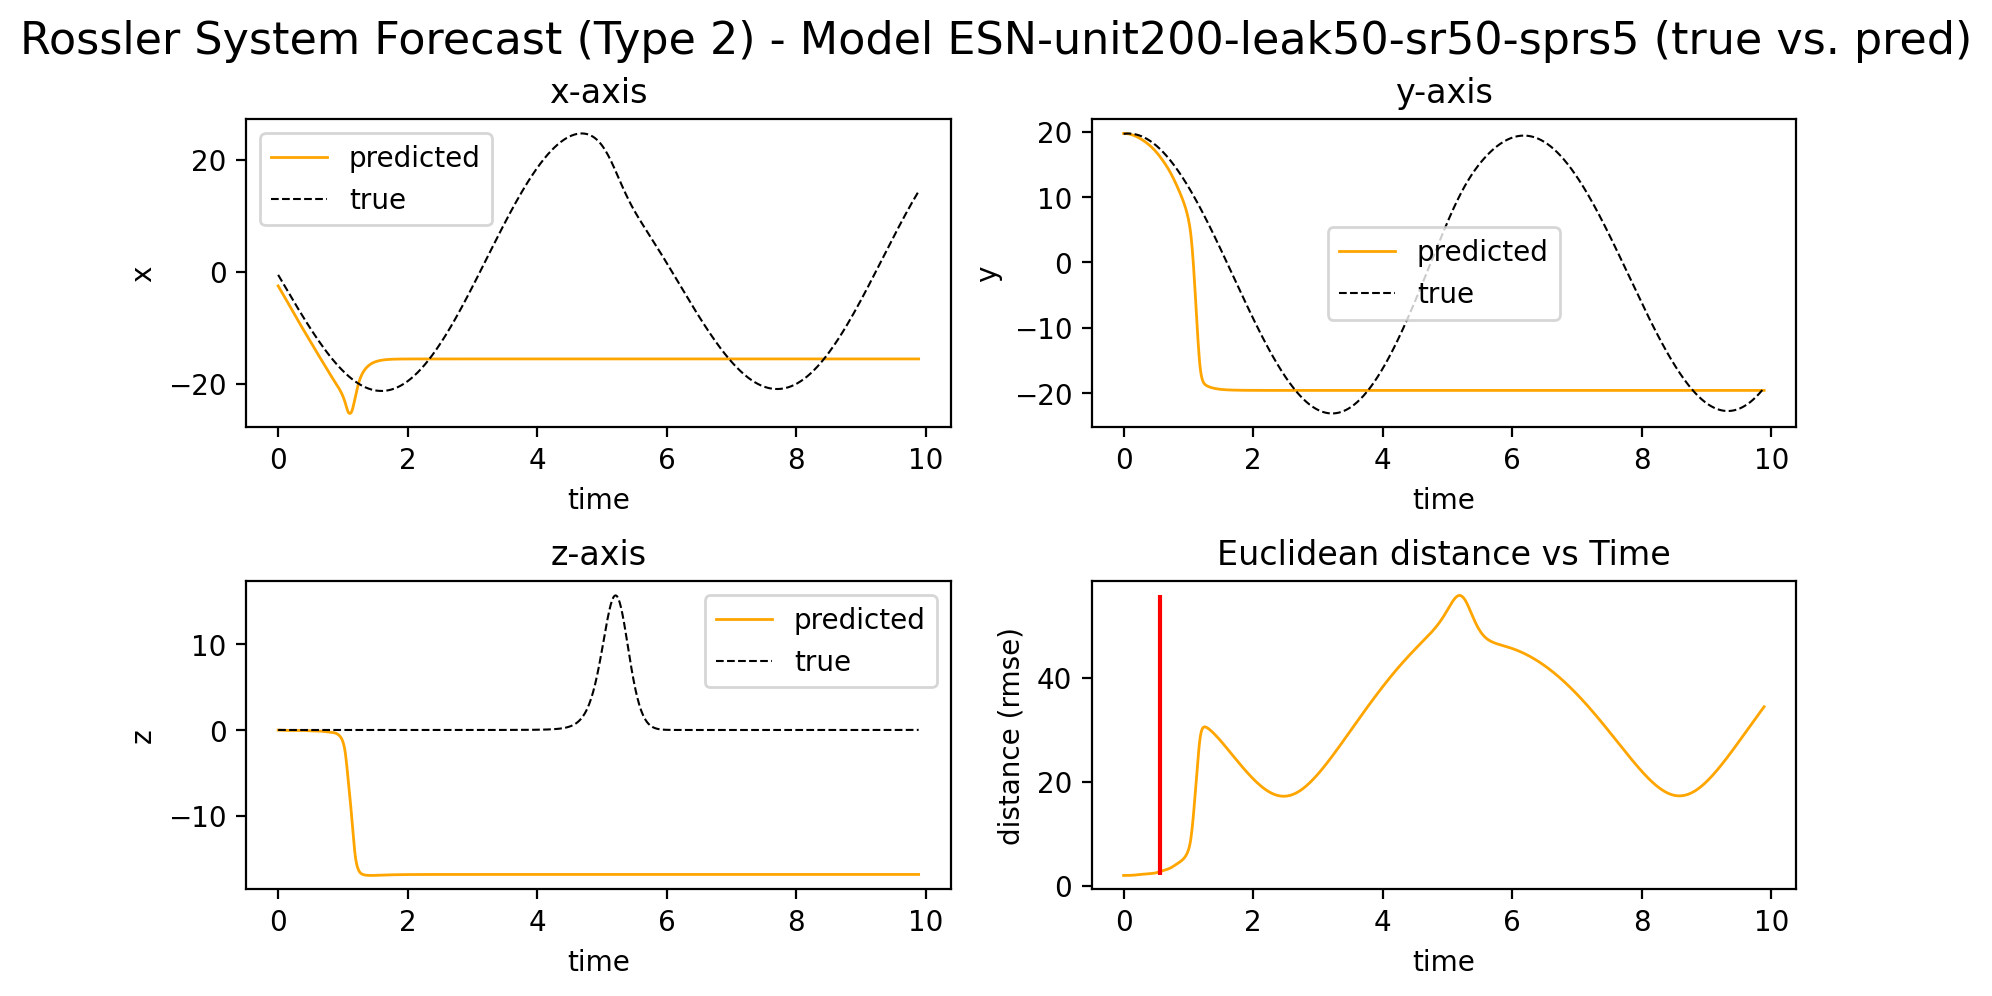 Rossler System Forecast (Type 2) - Model ESN-unit200-leak50-sr50-sprs5 (true vs. pred)
x-axis
20
0
−20
x
predicted
true
0 2 4 6 8 10
time
y-axis
20
10
0
−10
−20
y
predicted
true
0 2 4 6 8 10
time
z-axis
10
0
−10
z
predicted
true
0 2 4 6 8 10
time
Euclidean distance vs Time
40
20
0
distance (rmse)
0 2 4 6 8 10
time